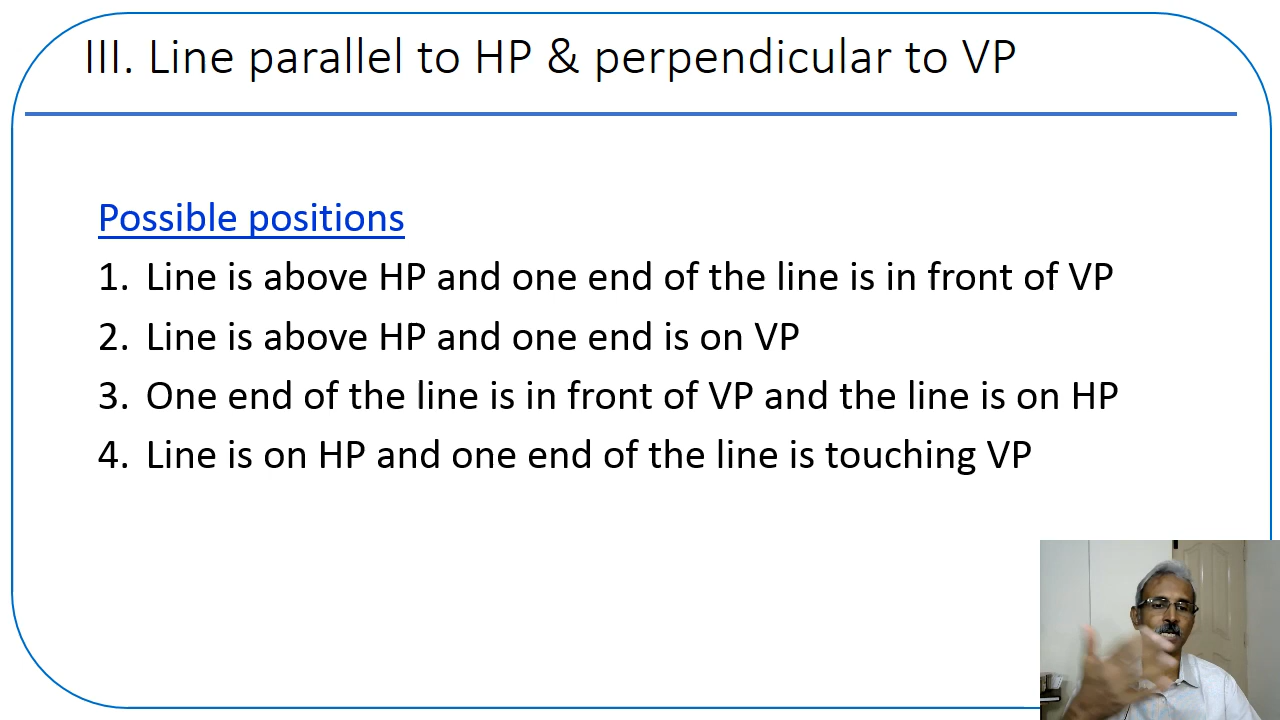 III. Line parallel to HP & perpendicular to VP
Possible positions
1. Line is above HP and one end of the line is in front of VP
2. Line is above HP and one end is on VP
3. One end of the line is in front of VP and the line is on HP
4. Line is on HP and one end of the line is touching VP